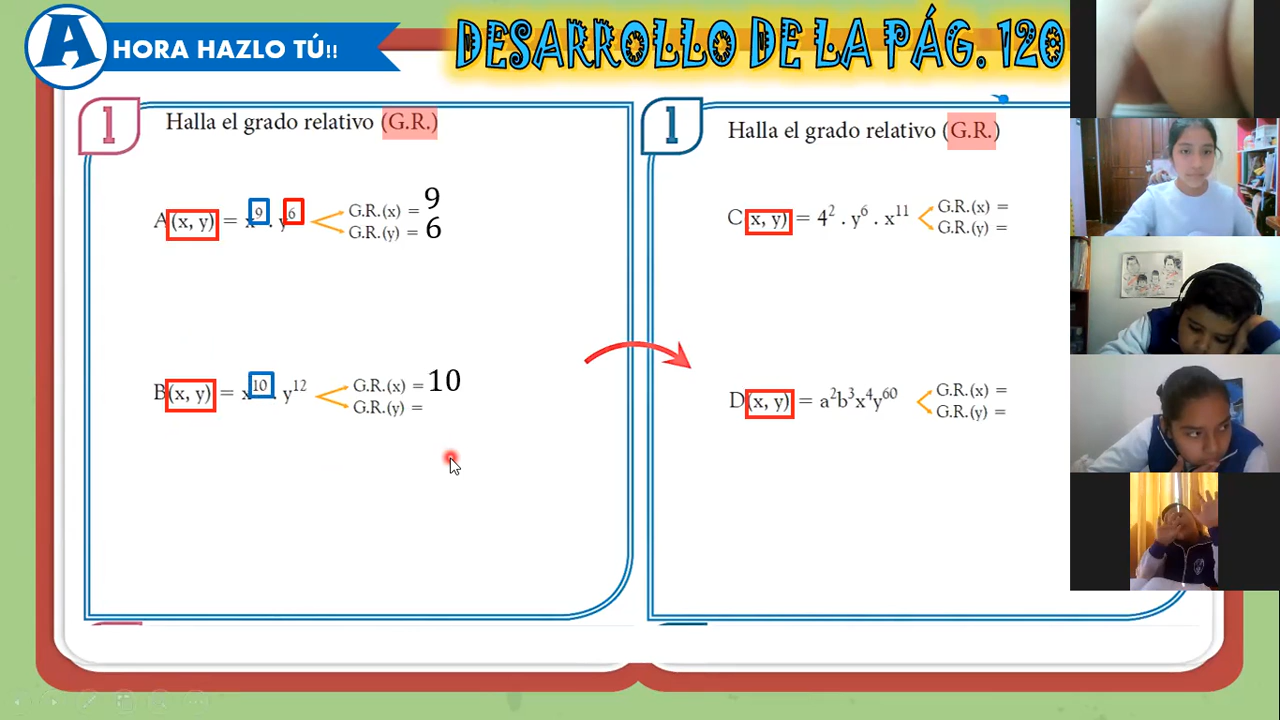 AHORA HAZLO TÚ!!
DESARROLLO DE LA PÁG. 120
1
Halla el grado relativo (G.R.)
A(x, y) = x⁹ . y⁶
G.R.(x) = 9
G.R.(y) = 6
B(x, y) = x¹⁰ . y¹²
G.R.(x) = 10
G.R.(y) =
1
Halla el grado relativo (G.R.)
C(x, y) = 4² . y⁶ . x¹¹
G.R.(x) =
G.R.(y) =
D(x, y) = a²b³x⁴y⁶⁰
G.R.(x) =
G.R.(y) =